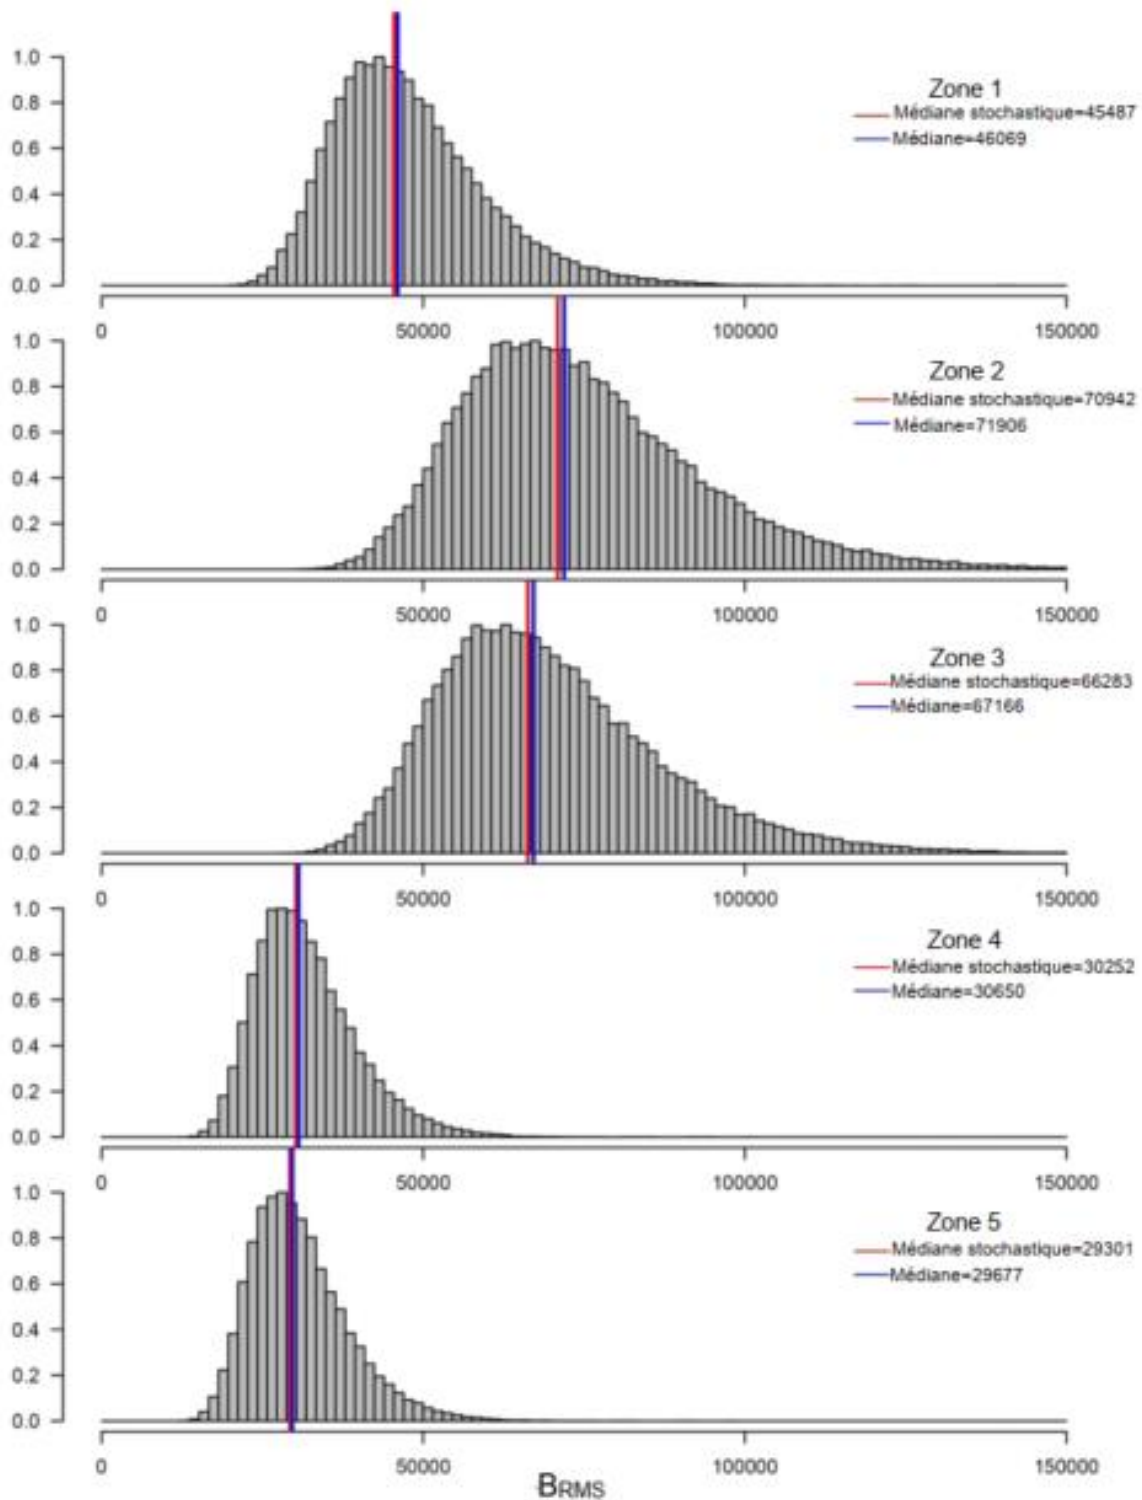 1.0
0.8
0.6
0.4
0.2
0.0
Zone 1
Médiane stochastique=45487
Médiane=46069
0 50000 100000 150000
1.0
0.8
0.6
0.4
0.2
0.0
Zone 2
Médiane stochastique=70942
Médiane=71906
0 50000 100000 150000
1.0
0.8
0.6
0.4
0.2
0.0
Zone 3
Médiane stochastique=66283
Médiane=67166
0 50000 100000 150000
1.0
0.8
0.6
0.4
0.2
0.0
Zone 4
Médiane stochastique=30252
Médiane=30650
0 50000 100000 150000
1.0
0.8
0.6
0.4
0.2
0.0
Zone 5
Médiane stochastique=29301
Médiane=29677
0 50000 100000 150000
BRMS